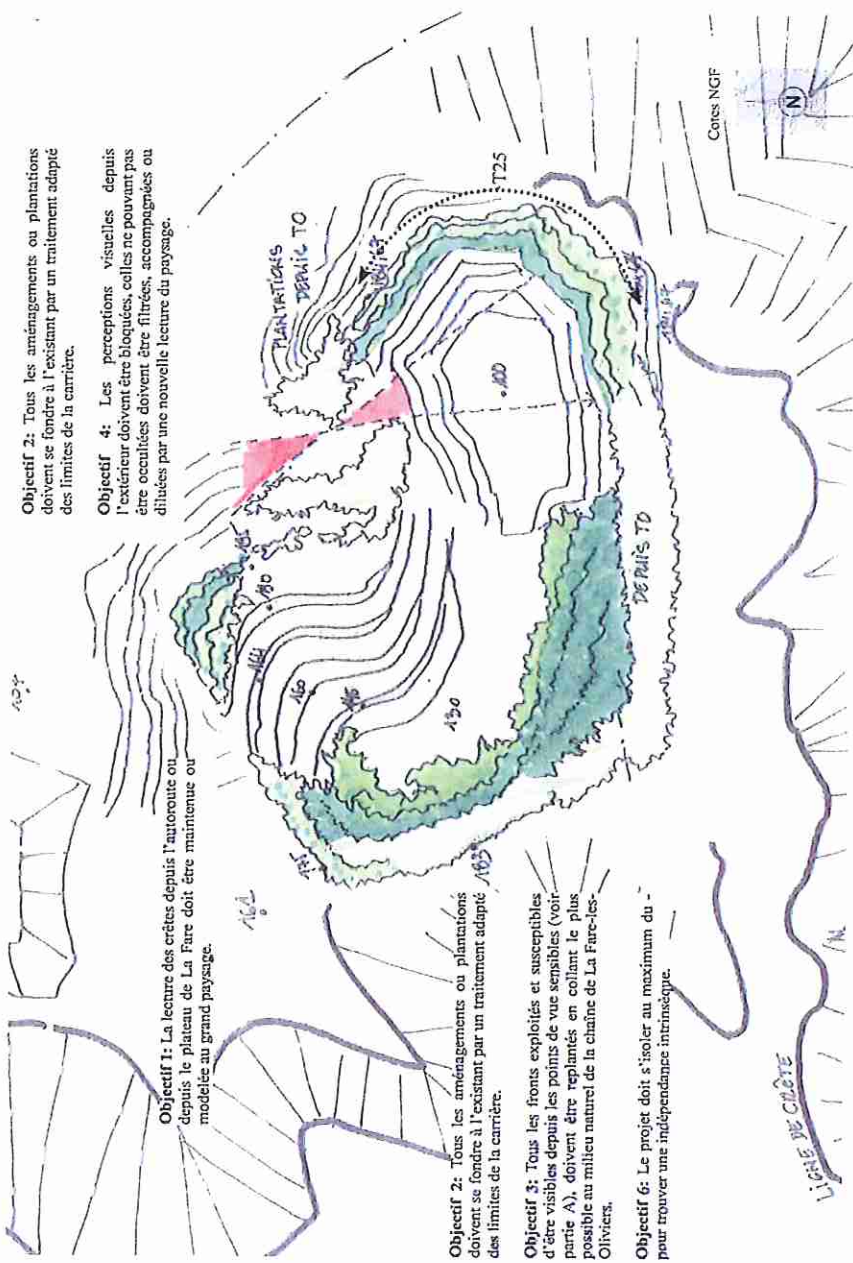 Objectif 2: Tous les aménagements ou plantations
doivent se fondre à l'existant par un traitement adapté
des limites de la carrière.
Objectif 4: Les perceptions visuelles depuis
l'extérieur doivent être bloquées, celles ne pouvant pas
être occultées doivent être filtrées, accompagnées ou
diluées par une nouvelle lecture du paysage.
Objectif 1: La lecture des crêtes depuis l'autoroute ou
depuis le plateau de La Fare doit être maintenue ou
modelée au grand paysage.
PLANTATIONS
DEPUIS TO
T25
Cotes NGF
N
185
180
164
160
130
100
175
183
DEPUIS TO
Objectif 2: Tous les aménagements ou plantations
doivent se fondre à l'existant par un traitement adapté
des limites de la carrière.
Objectif 3: Tous les fronts exploités et susceptibles
d'être visibles depuis les points de vue sensibles (voir
partie A), doivent être replantés en collant le plus
possible au milieu naturel de la chaîne de La Fare-les-
Oliviers.
Objectif 6: Le projet doit s'isoler au maximum du
pour trouver une indépendance intrinsèque.
LIGNE DE CRÊTE